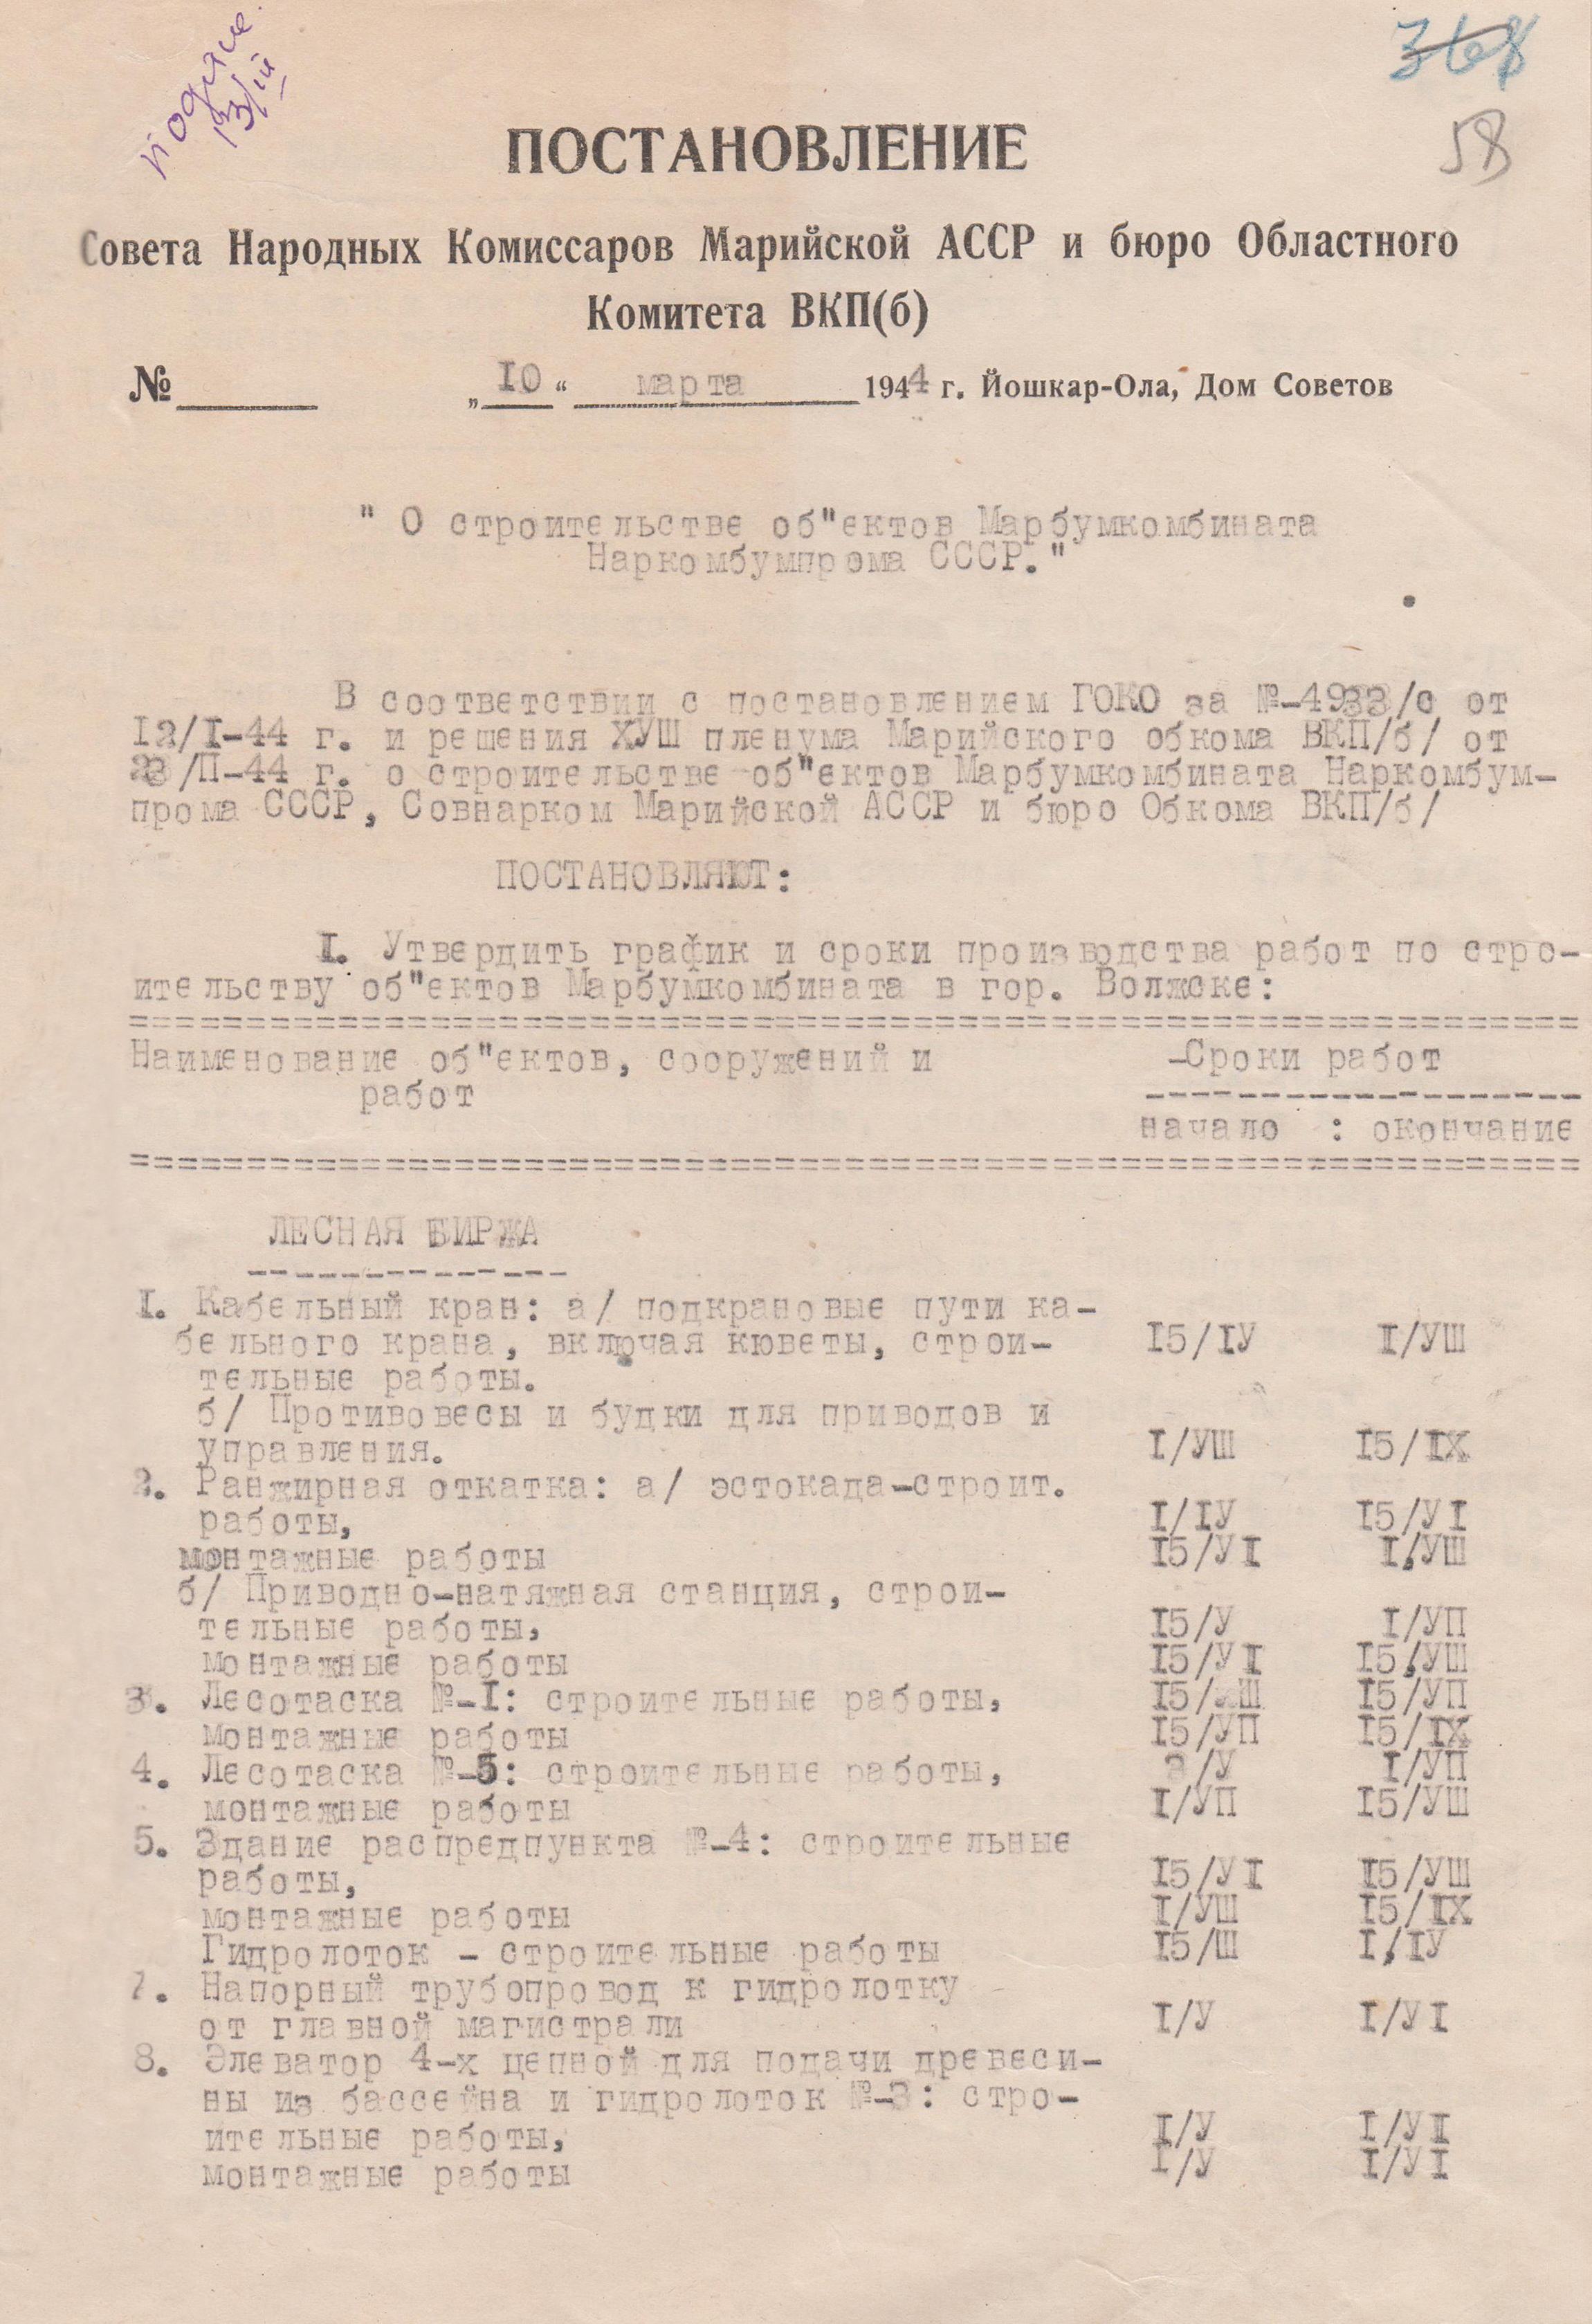 подлс.
13/III
368
58
ПОСТАНОВЛЕНИЕ
Совета Народных Комиссаров Марийской АССР и бюро Областного
Комитета ВКП(б)
№ „10“ марта 1944 г. Йошкар-Ола, Дом Советов
" О строительстве об"ектов Марбумкомбината
Наркомбумпрома СССР."
В соответствии с постановлением ГОКО за №-4933/с от
I2/I-44 г. и решения ХУШ пленума Марийского обкома ВКП/б/ от
23/П-44 г. о строительстве об"ектов Марбумкомбината Наркомбум-
прома СССР, Совнарком Марийской АССР и бюро Обкома ВКП/б/
ПОСТАНОВЛЯЮТ:
I. Утвердить график и сроки производства работ по стро-
ительству об"ектов Марбумкомбината в гор. Волжске:
Наименование об"ектов, сооружений и -Сроки работ
работ
начало : окончание
ЛЕСНАЯ БИРЖА
I. Кабельный кран: а/ подкрановые пути ка-
бельного крана, включая кюветы, строи- I5/IУ I/УШ
тельные работы.
б/ Противовесы и будки для приводов и
управления. I/УШ I5/IX
2. Ранжирная откатка: а/ эстокада-строит.
работы, I/IУ I5/УI
монтажные работы I5/УI I/УШ
б/ Приводно-натяжная станция, строи-
тельные работы, I5/У I/УП
монтажные работы I5/УI I5/УШ
3. Лесотаска №-I: строительные работы, I5/Ш I5/УП
монтажные работы I5/УП I5/IX
4. Лесотаска №-5: строительные работы, /У I/УП
монтажные работы I/УП I5/УШ
5. Здание распредпункта №-4: строительные
работы, I5/УI I5/УШ
монтажные работы I/УШ I5/IX
Гидролоток - строительные работы I5/Ш I/IУ
7. Напорный трубопровод к гидролотку
от главной магистрали I/У I/УI
8. Элеватор 4-х цепной для подачи древеси-
ны из бассейна и гидролоток №-3: стро-
ительные работы, I/У I/УI
монтажные работы I/У I/УI